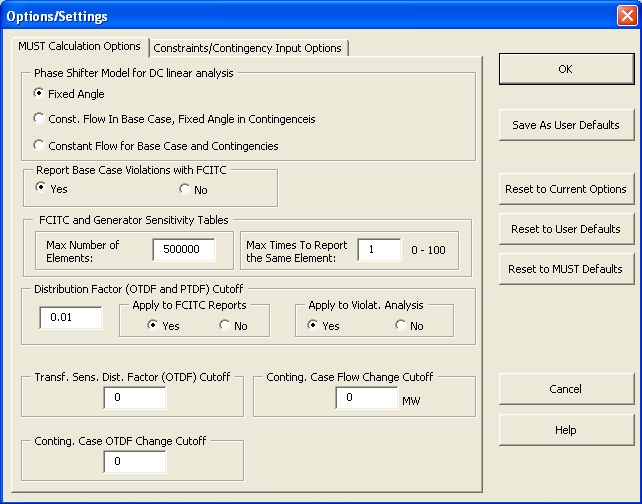 Options/Settings
MUST Calculation Options
Constraints/Contingency Input Options
Phase Shifter Model for DC linear analysis
Fixed Angle
Const. Flow In Base Case, Fixed Angle in Contingenceis
Constant Flow for Base Case and Contingencies
Report Base Case Violations with FCITC
Yes No
FCITC and Generator Sensitivity Tables
Max Number of
Elements:
500000
Max Times To Report
the Same Element:
1
0 - 100
Distribution Factor (OTDF and PTDF) Cutoff
0.01
Apply to FCITC Reports
Yes No
Apply to Violat. Analysis
Yes No
Transf. Sens. Dist. Factor (OTDF) Cutoff
0
Conting. Case Flow Change Cutoff
0 MW
Conting. Case OTDF Change Cutoff
0
OK
Save As User Defaults
Reset to Current Options
Reset to User Defaults
Reset to MUST Defaults
Cancel
Help